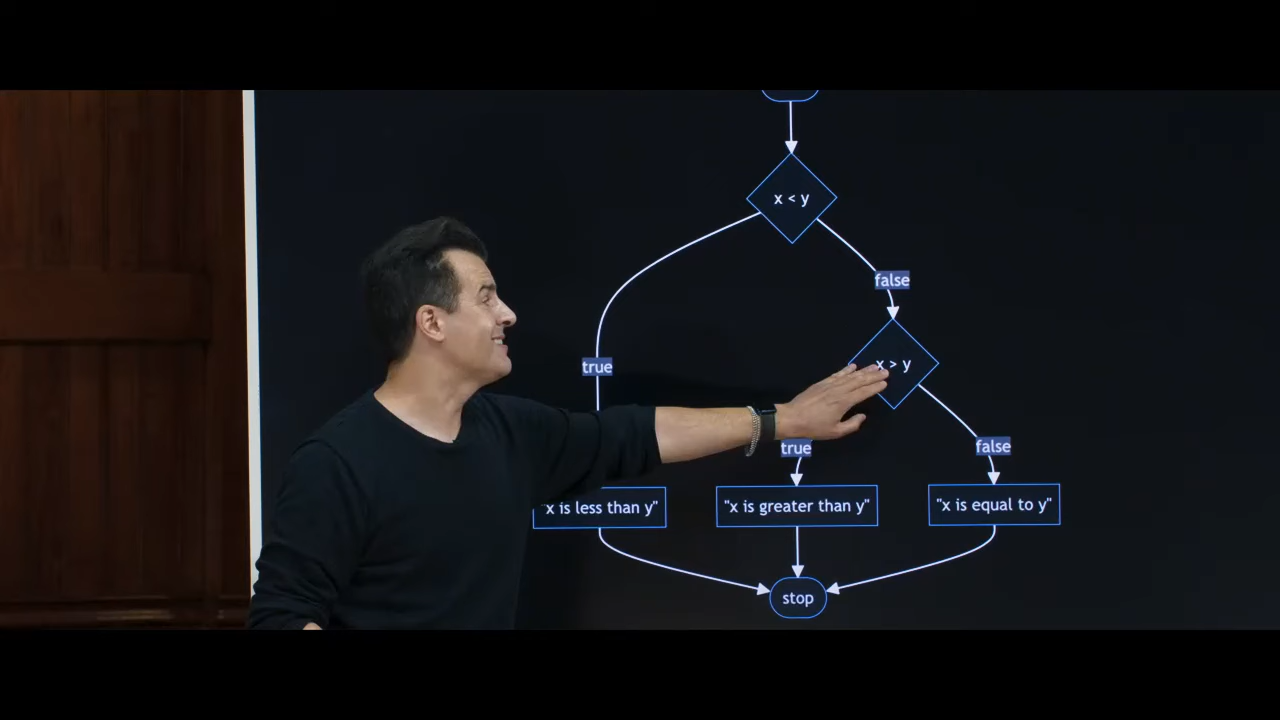 x < y
false
x > y
true
true
false
"x is less than y"
"x is greater than y"
"x is equal to y"
stop